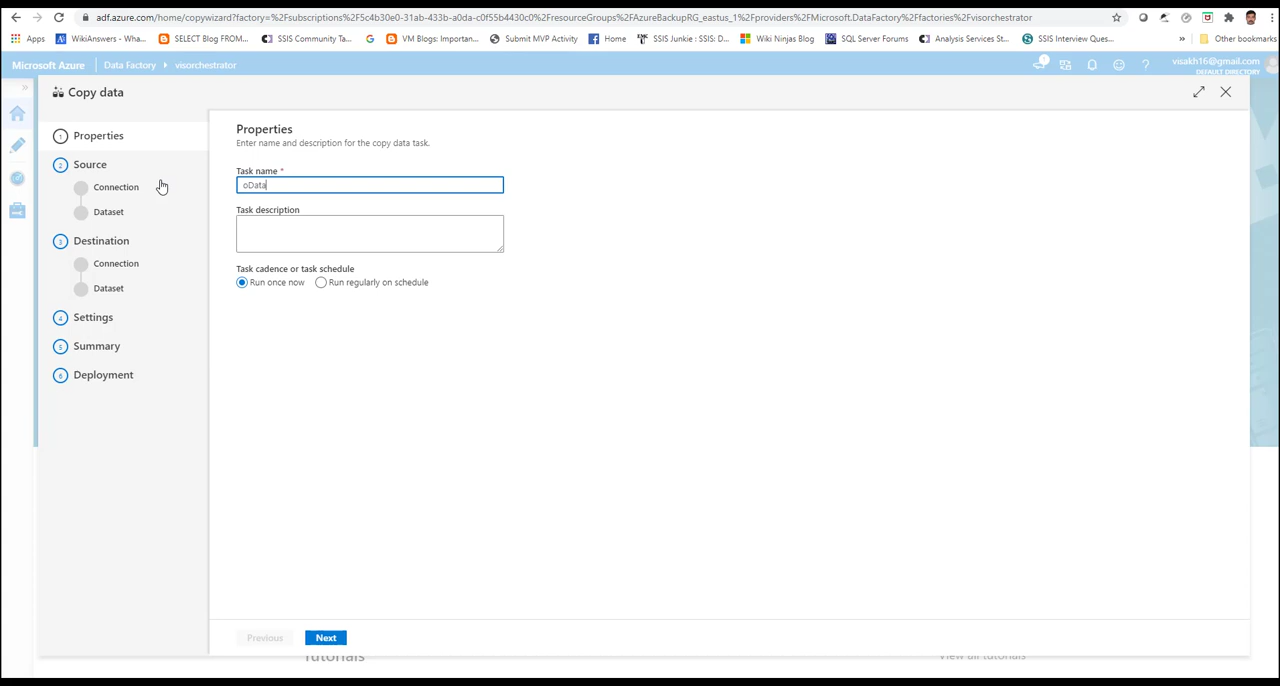 adf.azure.com/home/copywizard?factory=%2Fsubscriptions%2F5c4b30e0-31ab-433b-a0da-c0f55b4430c0%2FresourceGroups%2FAzureBackupRG_eastus_1%2Fproviders%2FMicrosoft.DataFactory%2Ffactories%2Fvisorchestrator
Apps WikiAnswers - Wha... SELECT Blog FROM... SSIS Community Ta... VM Blogs: Importan... Submit MVP Activity Home SSIS Junkie : SSIS: D... Wiki Ninjas Blog SQL Server Forums Analysis Services St... SSIS Interview Ques... » Other bookmarks
Microsoft Azure Data Factory visorchestrator 1 ? visakh16@gmail.com
DEFAULT DIRECTORY
Copy data
1 Properties
2 Source
Connection
Dataset
3 Destination
Connection
Dataset
4 Settings
5 Summary
6 Deployment
Properties
Enter name and description for the copy data task.
Task name *
oData
Task description
Task cadence or task schedule
Run once now Run regularly on schedule
Previous Next
Tutorials View all tutorials